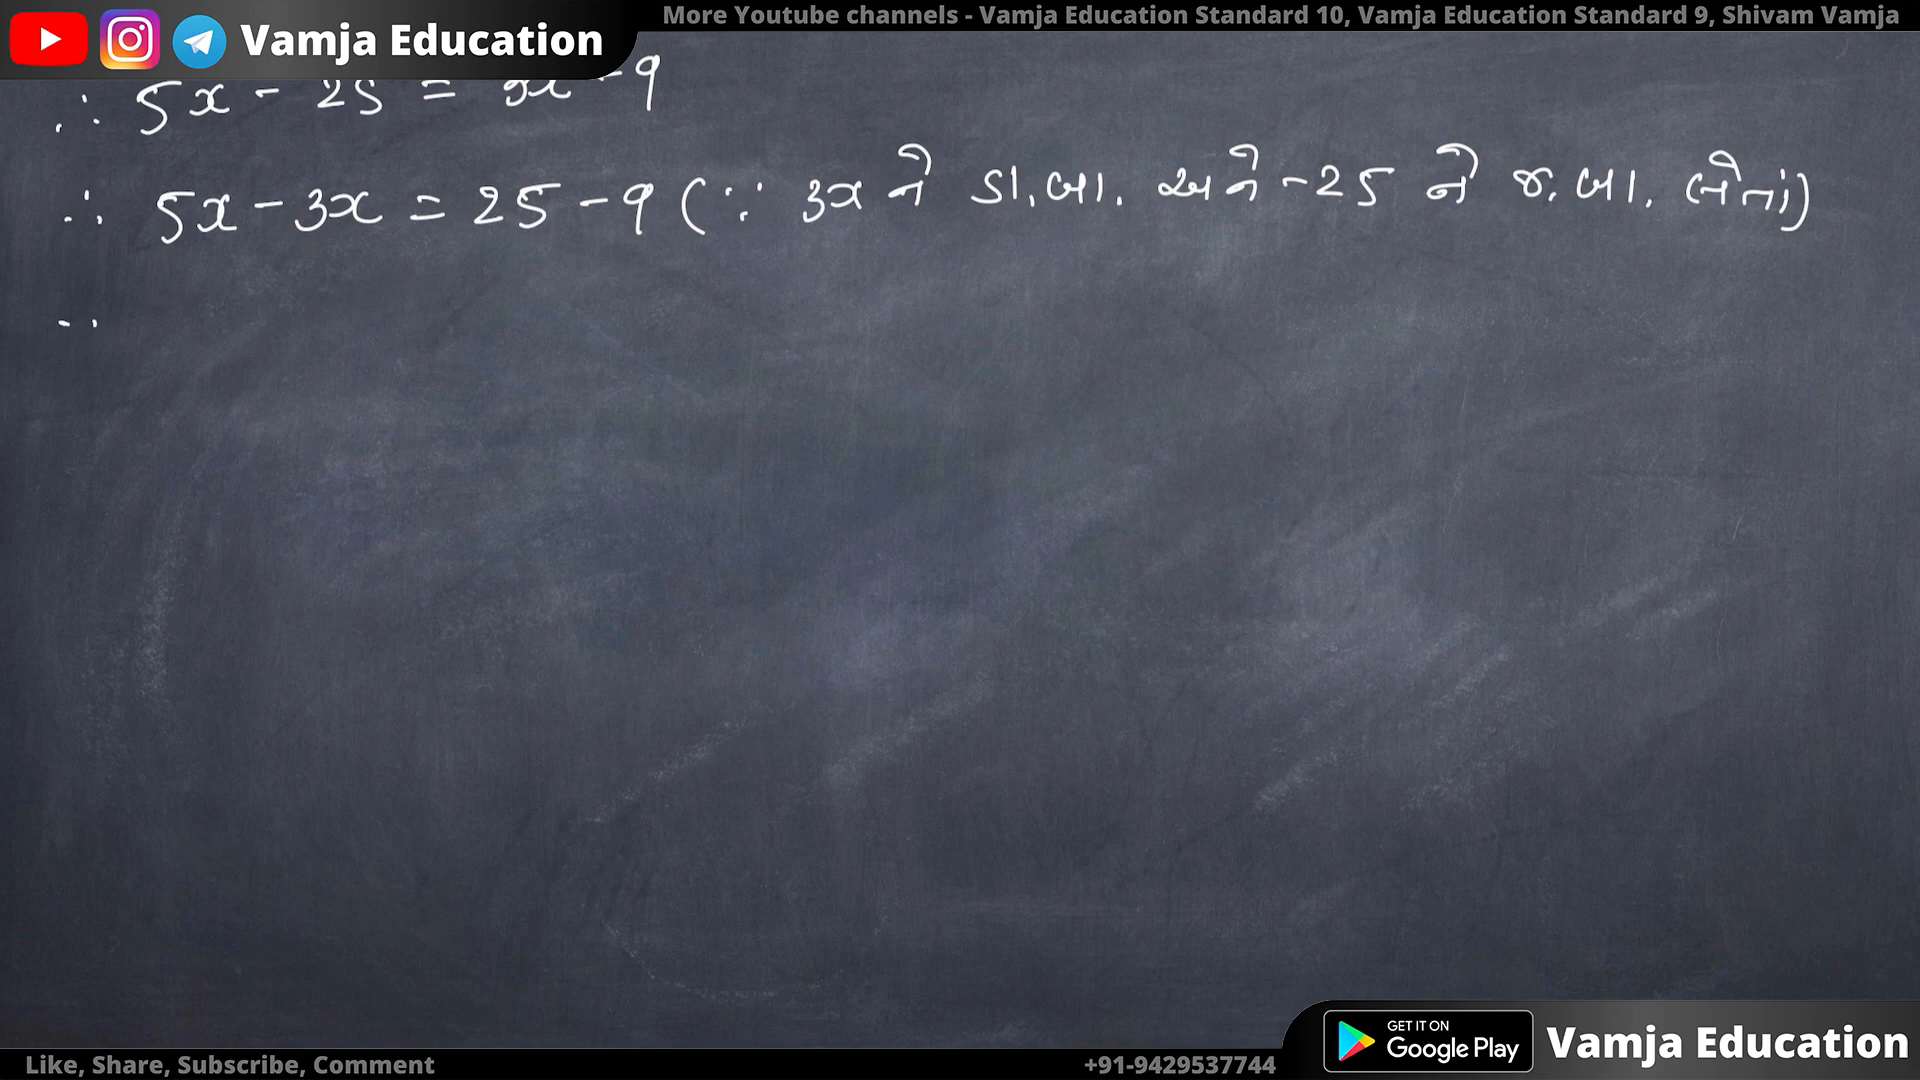 More Youtube channels - Vamja Education Standard 10, Vamja Education Standard 9, Shivam Vamja
Vamja Education
∴ 5x - 25 = 3x - 9
∴ 5x - 3x = 25 - 9 (∵ 3x ને ડા.બા. અને -25 ને જ.બા. લેતાં)
GET IT ON
Google Play
Vamja Education
Like, Share, Subscribe, Comment
+91-9429537744